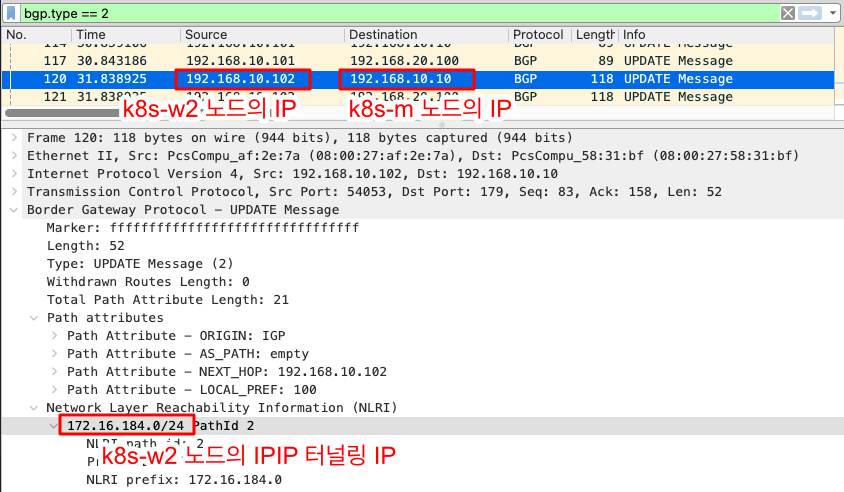 bgp.type == 2
No. Time Source Destination Protocol Length Info
114 30.839106 192.168.10.101 192.168.10.10 BGP 89 UPDATE Message
117 30.843186 192.168.10.101 192.168.20.100 BGP 89 UPDATE Message
120 31.838925 192.168.10.102 192.168.10.10 BGP 118 UPDATE Message
121 31.838925 192.168.10.102 192.168.20.100 BGP 118 UPDATE Message
k8s-w2 노드의 IP k8s-m 노드의 IP
Frame 120: 118 bytes on wire (944 bits), 118 bytes captured (944 bits)
Ethernet II, Src: PcsCompu_af:2e:7a (08:00:27:af:2e:7a), Dst: PcsCompu_58:31:bf (08:00:27:58:31:bf)
Internet Protocol Version 4, Src: 192.168.10.102, Dst: 192.168.10.10
Transmission Control Protocol, Src Port: 54053, Dst Port: 179, Seq: 83, Ack: 158, Len: 52
Border Gateway Protocol – UPDATE Message
Marker: ffffffffffffffffffffffffffffffff
Length: 52
Type: UPDATE Message (2)
Withdrawn Routes Length: 0
Total Path Attribute Length: 21
Path attributes
Path Attribute – ORIGIN: IGP
Path Attribute – AS_PATH: empty
Path Attribute – NEXT_HOP: 192.168.10.102
Path Attribute – LOCAL_PREF: 100
Network Layer Reachability Information (NLRI)
172.16.184.0/24 PathId 2
NLRI path id: 2
k8s-w2 노드의 IPIP 터널링 IP
NLRI prefix: 172.16.184.0